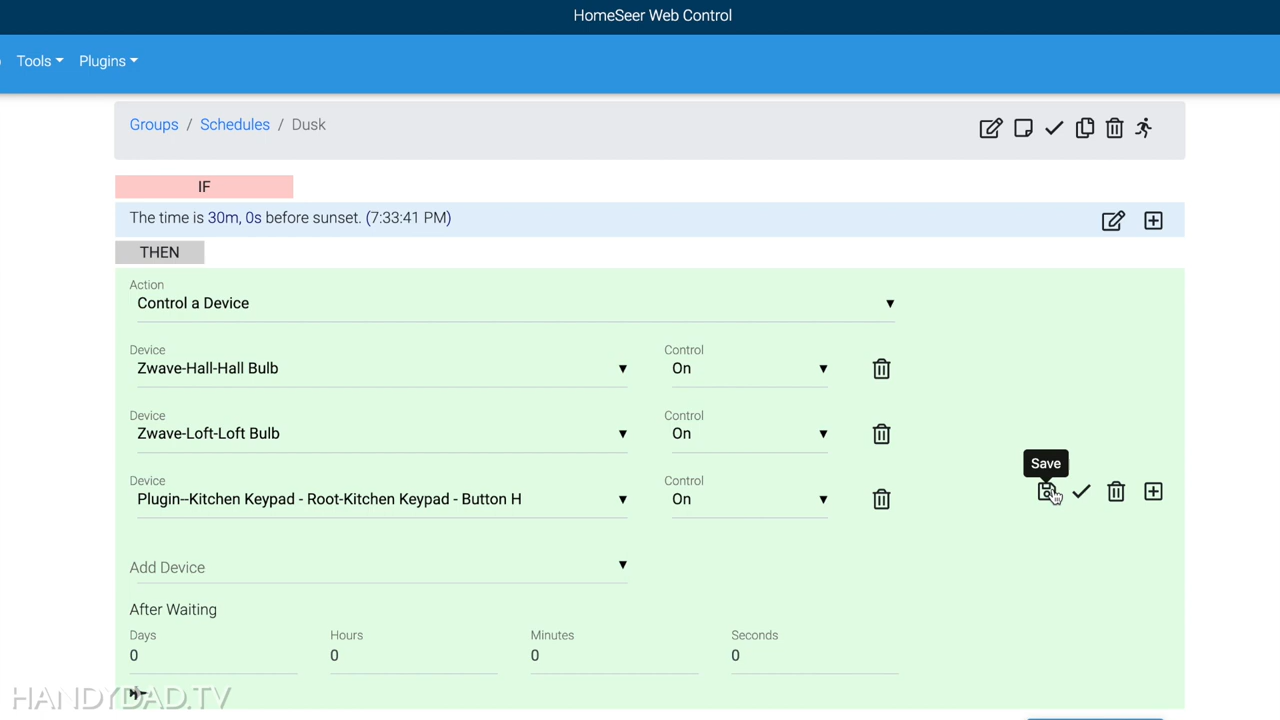 HomeSeer Web Control
Tools Plugins
Groups / Schedules / Dusk
IF
The time is 30m, 0s before sunset. (7:33:41 PM)
THEN
Action
Control a Device
Device Control
Zwave-Hall-Hall Bulb On
Device Control
Zwave-Loft-Loft Bulb On
Save
Device Control
Plugin--Kitchen Keypad - Root-Kitchen Keypad - Button H On
Add Device
After Waiting
Days Hours Minutes Seconds
0 0 0 0
HANDYDAD.TV